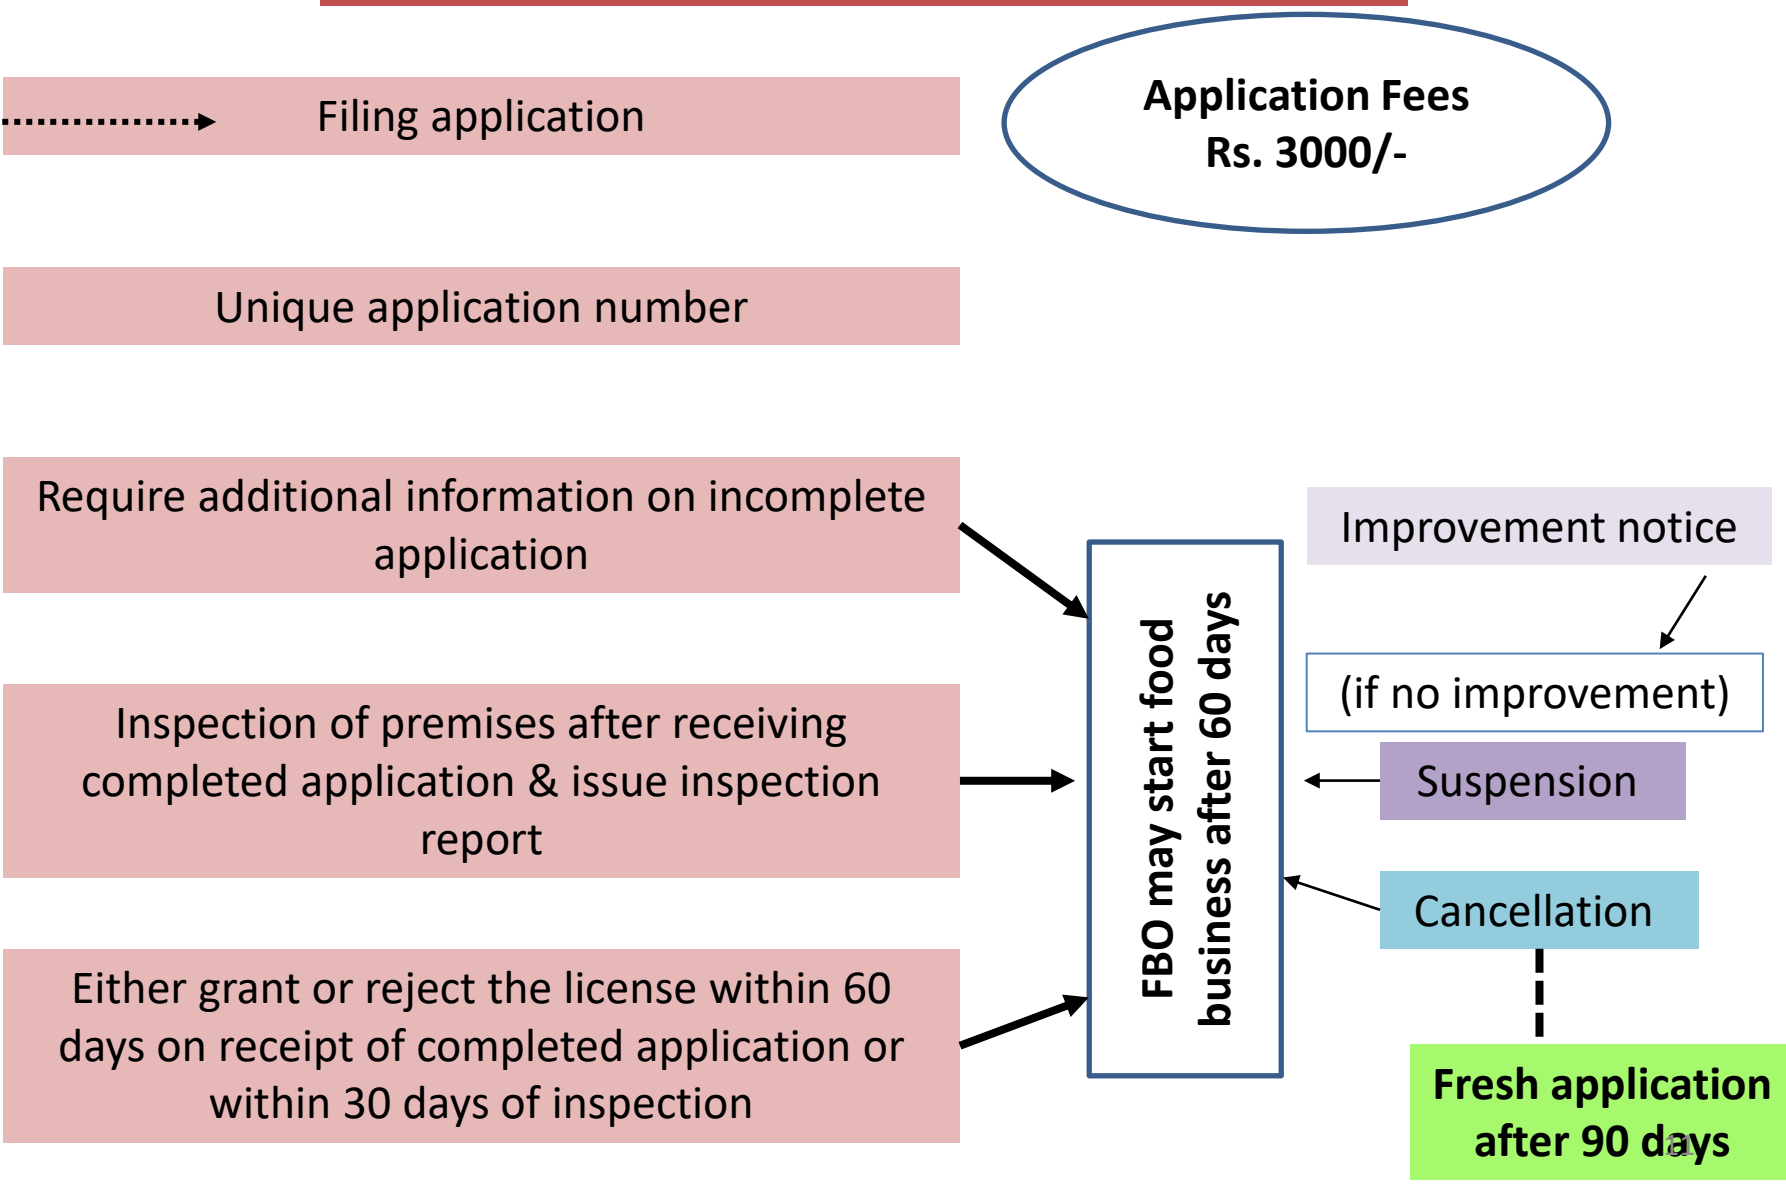 Filing application
Application Fees
Rs. 3000/-
Unique application number
Require additional information on incomplete
application
Inspection of premises after receiving
completed application & issue inspection
report
Either grant or reject the license within 60
days on receipt of completed application or
within 30 days of inspection
FBO may start food
business after 60 days
Improvement notice
(if no improvement)
Suspension
Cancellation
Fresh application
after 90 days
11